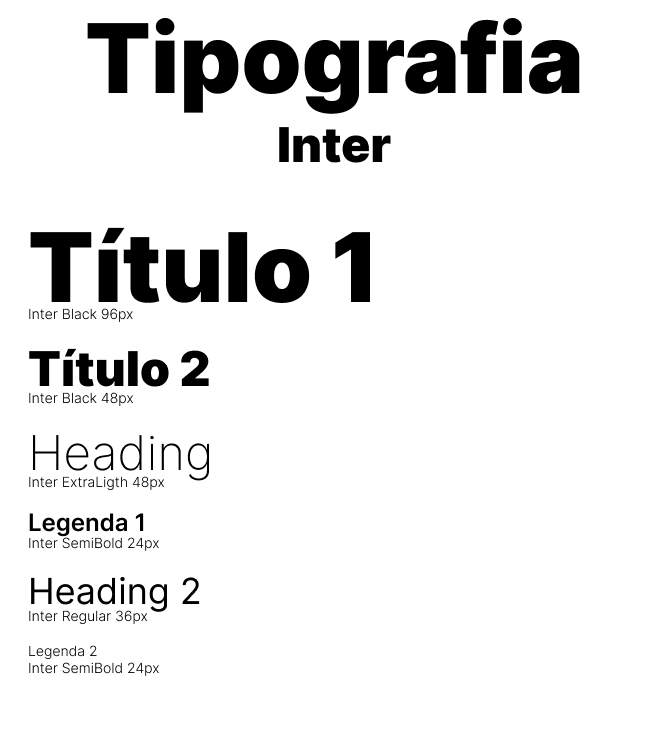 Tipografia
Inter
Título 1
Inter Black 96px
Título 2
Inter Black 48px
Heading
Inter ExtraLigth 48px
Legenda 1
Inter SemiBold 24px
Heading 2
Inter Regular 36px
Legenda 2
Inter SemiBold 24px